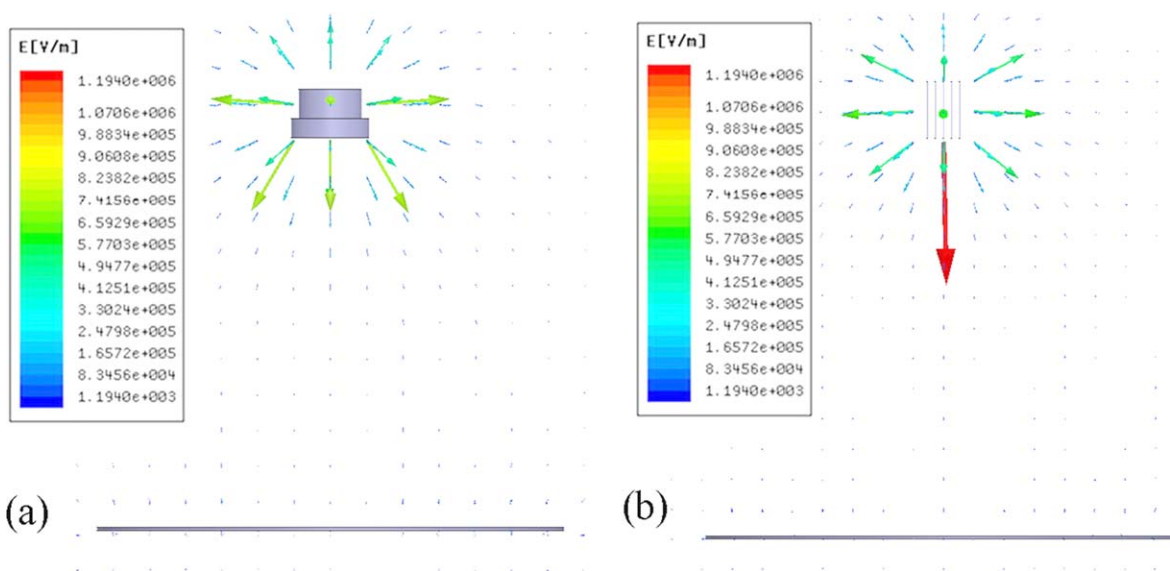 E[V/m]
1.1940e+006
1.0706e+006
9.8834e+005
9.0608e+005
8.2382e+005
7.4156e+005
6.5929e+005
5.7703e+005
4.9477e+005
4.1251e+005
3.3024e+005
2.4798e+005
1.6572e+005
8.3456e+004
1.1940e+003
(a)
E[V/m]
1.1940e+006
1.0706e+006
9.8834e+005
9.0608e+005
8.2382e+005
7.4156e+005
6.5929e+005
5.7703e+005
4.9477e+005
4.1251e+005
3.3024e+005
2.4798e+005
1.6572e+005
8.3456e+004
1.1940e+003
(b)